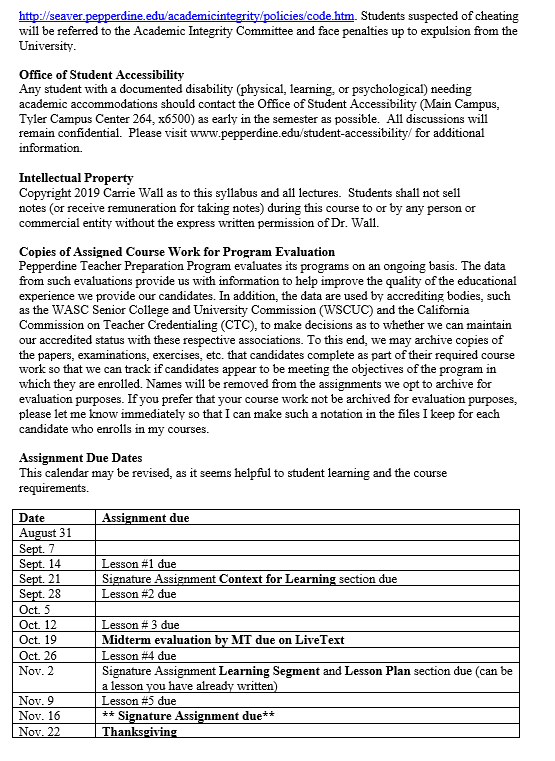 http://seaver.pepperdine.edu/academicintegrity/policies/code.htm. Students suspected of cheating
will be referred to the Academic Integrity Committee and face penalties up to expulsion from the
University.
Office of Student Accessibility
Any student with a documented disability (physical, learning, or psychological) needing
academic accommodations should contact the Office of Student Accessibility (Main Campus,
Tyler Campus Center 264, x6500) as early in the semester as possible.  All discussions will
remain confidential.  Please visit www.pepperdine.edu/student-accessibility/ for additional
information.
Intellectual Property
Copyright 2019 Carrie Wall as to this syllabus and all lectures.  Students shall not sell
notes (or receive remuneration for taking notes) during this course to or by any person or
commercial entity without the express written permission of Dr. Wall.
Copies of Assigned Course Work for Program Evaluation
Pepperdine Teacher Preparation Program evaluates its programs on an ongoing basis. The data
from such evaluations provide us with information to help improve the quality of the educational
experience we provide our candidates. In addition, the data are used by accrediting bodies, such
as the WASC Senior College and University Commission (WSCUC) and the California
Commission on Teacher Credentialing (CTC), to make decisions as to whether we can maintain
our accredited status with these respective associations. To this end, we may archive copies of
the papers, examinations, exercises, etc. that candidates complete as part of their required course
work so that we can track if candidates appear to be meeting the objectives of the program in
which they are enrolled. Names will be removed from the assignments we opt to archive for
evaluation purposes. If you prefer that your course work not be archived for evaluation purposes,
please let me know immediately so that I can make such a notation in the files I keep for each
candidate who enrolls in my courses.
Assignment Due Dates
This calendar may be revised, as it seems helpful to student learning and the course
requirements.
Date Assignment due
August 31
Sept. 7
Sept. 14 Lesson #1 due
Sept. 21 Signature Assignment Context for Learning section due
Sept. 28 Lesson #2 due
Oct. 5
Oct. 12 Lesson # 3 due
Oct. 19 Midterm evaluation by MT due on LiveText
Oct. 26 Lesson #4 due
Nov. 2 Signature Assignment Learning Segment and Lesson Plan section due (can be
a lesson you have already written)
Nov. 9 Lesson #5 due
Nov. 16 ** Signature Assignment due**
Nov. 22 Thanksgiving